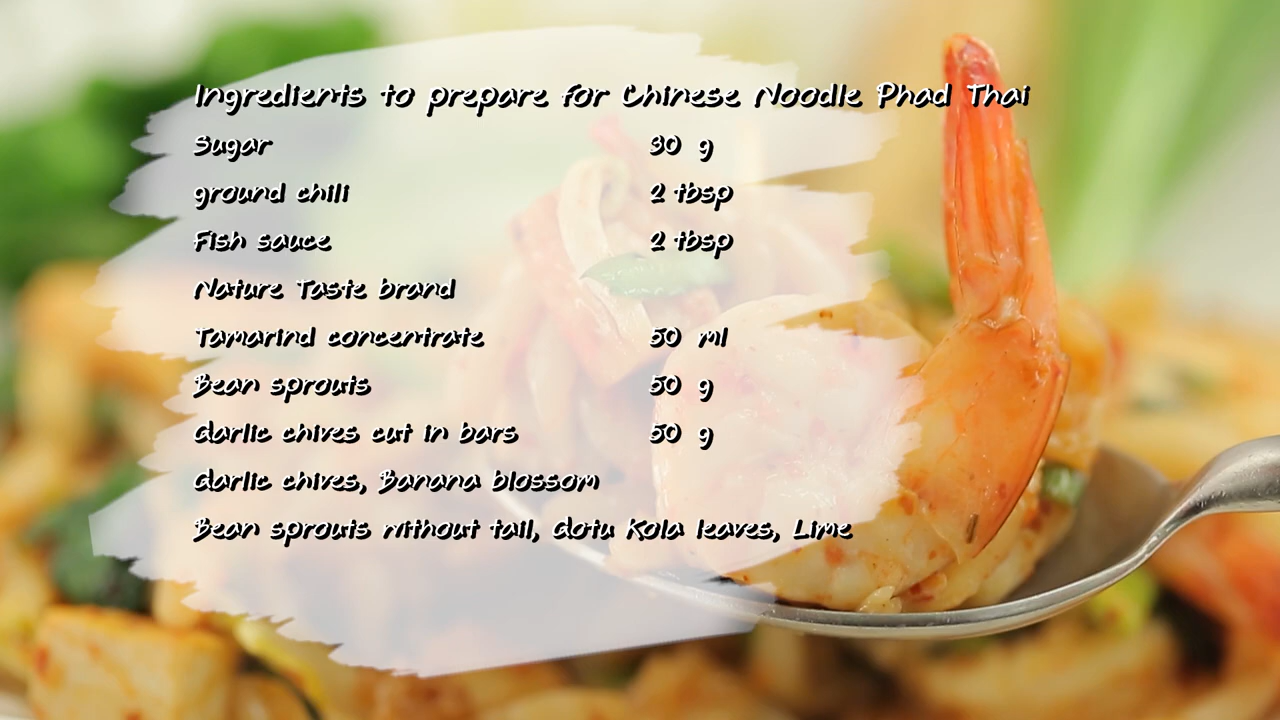 Ingredients to prepare for Chinese Noodle Phad Thai
Sugar 30 g
ground chili 2 tbsp
Fish sauce 2 tbsp
Nature Taste brand
Tamarind concentrate 50 ml
Bean sprouts 50 g
Garlic chives cut in bars 50 g
Garlic chives, Banana blossom
Bean sprouts without tail, Gotu Kola leaves, Lime